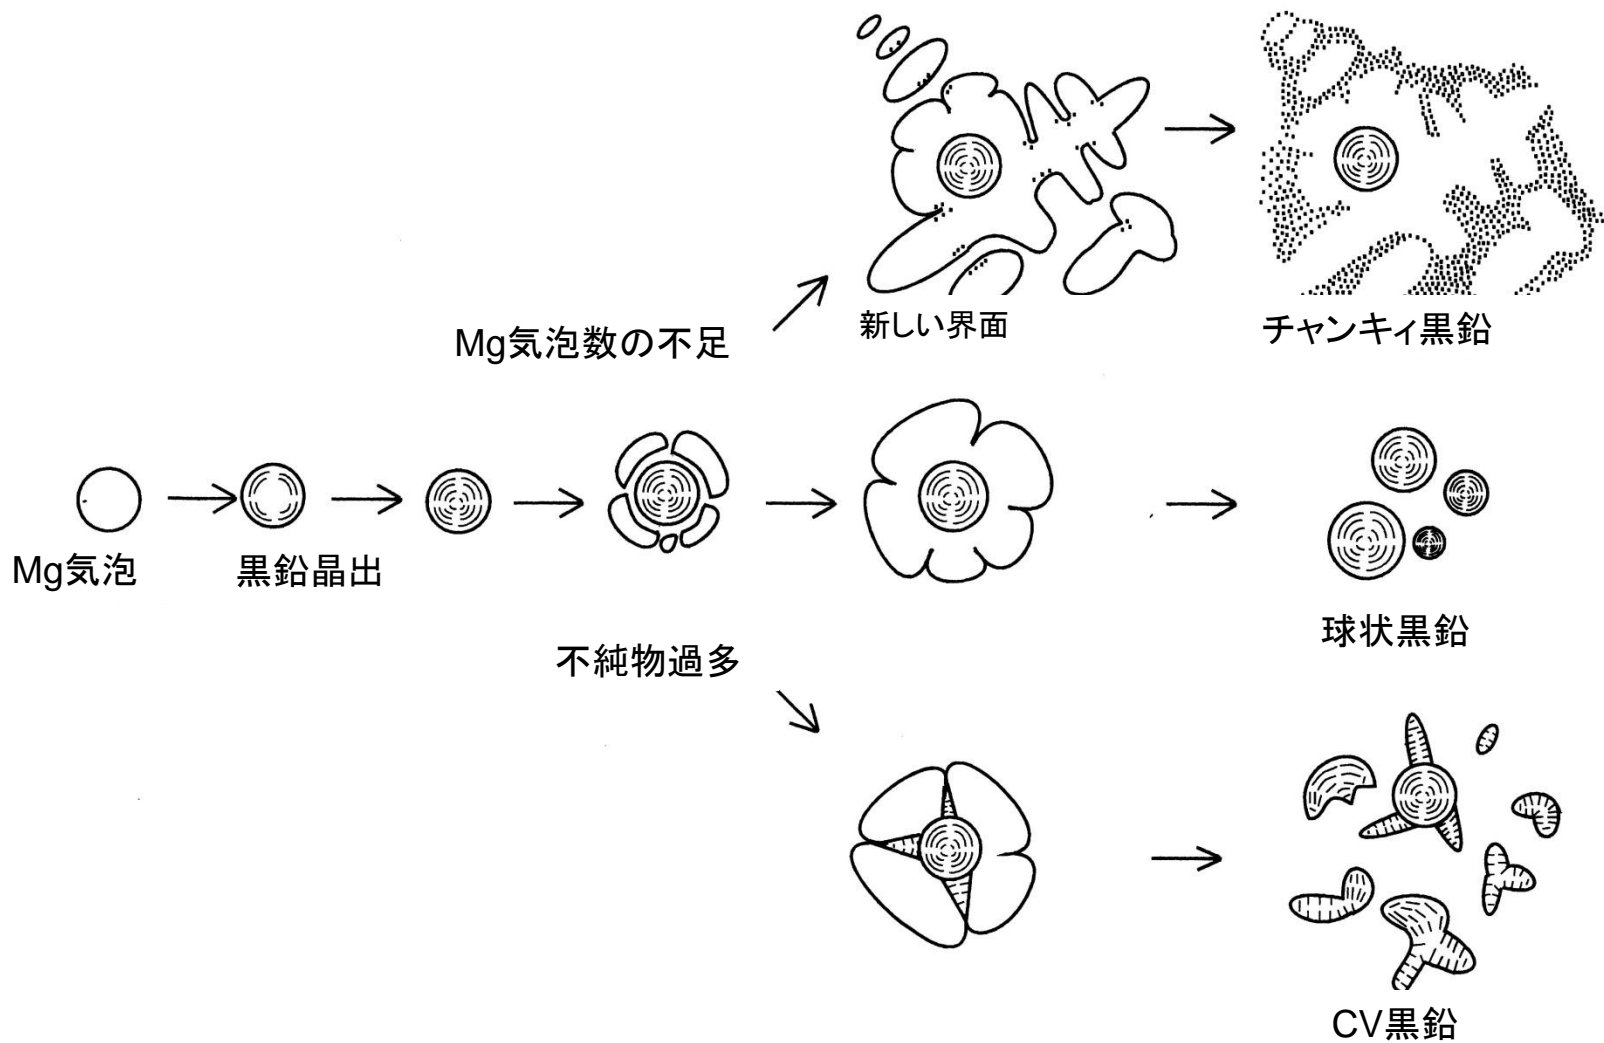 Mg気泡数の不足
新しい界面
チャンキィ黒鉛
Mg気泡
黒鉛晶出
球状黒鉛
不純物過多
CV黒鉛